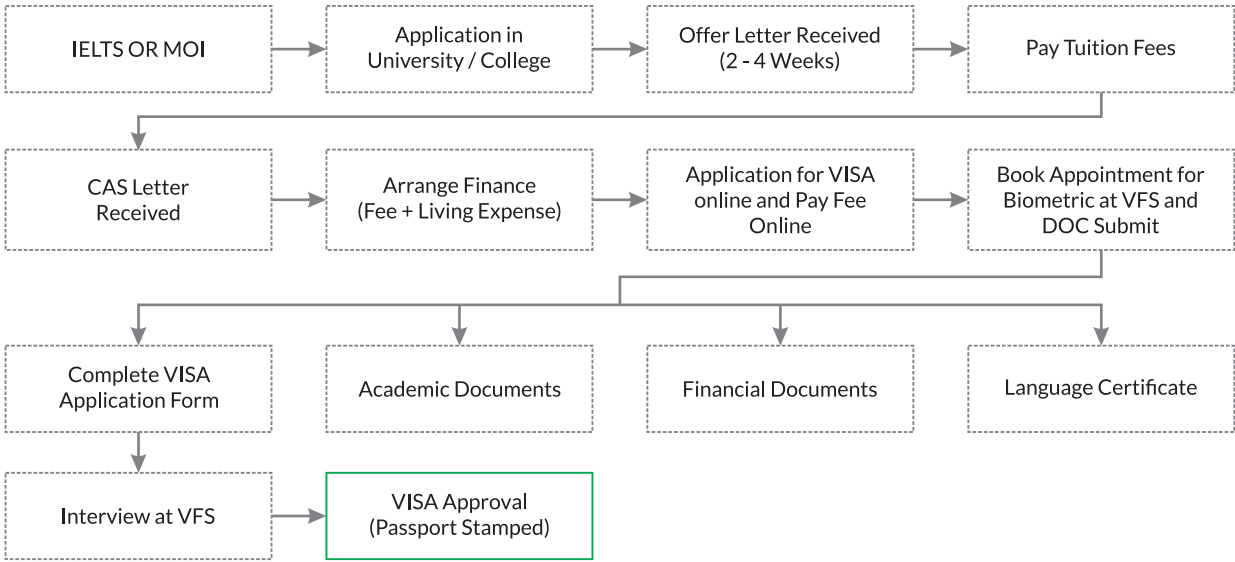 IELTS OR MOI
Application in
University / College
Offer Letter Received
(2 - 4 Weeks)
Pay Tuition Fees
CAS Letter
Received
Arrange Finance
(Fee + Living Expense)
Application for VISA
online and Pay Fee
Online
Book Appointment for
Biometric at VFS and
DOC Submit
Complete VISA
Application Form
Academic Documents
Financial Documents
Language Certificate
Interview at VFS
VISA Approval
(Passport Stamped)